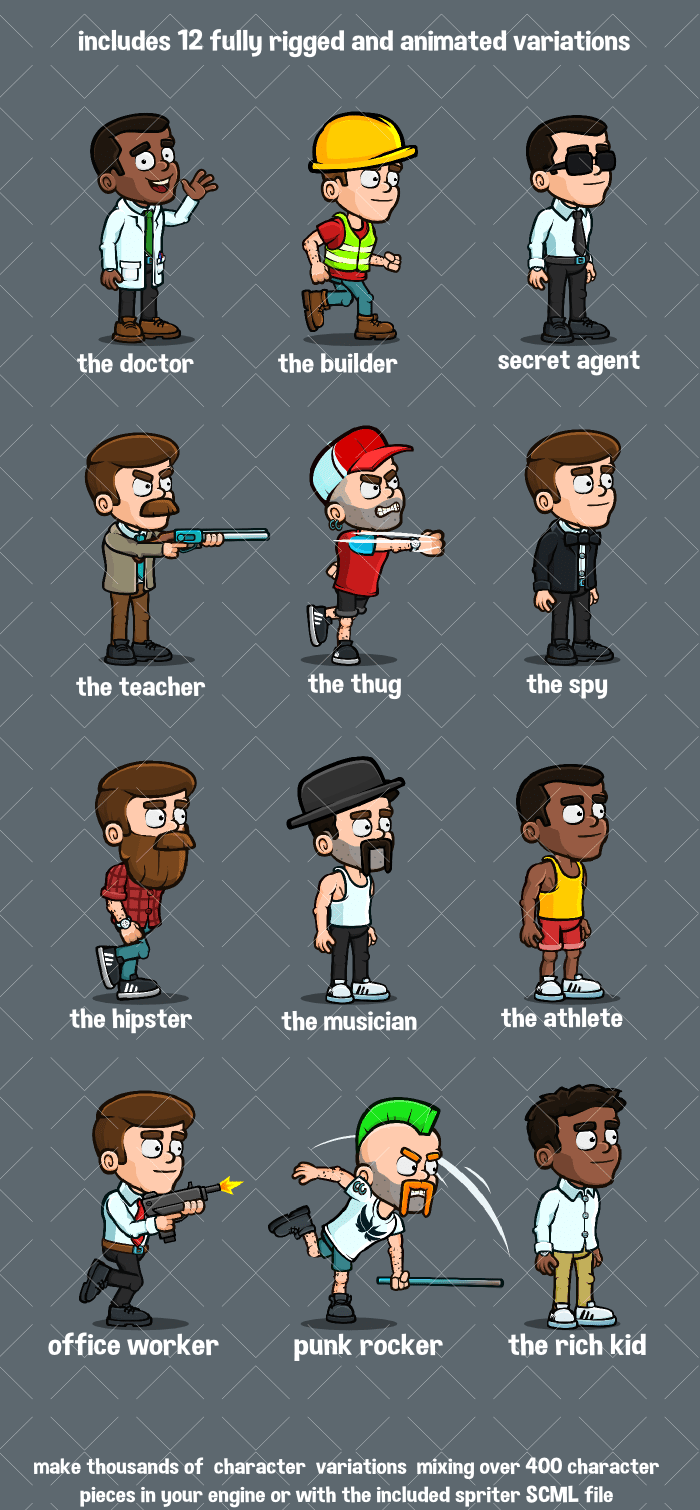 includes 12 fully rigged and animated variations
the doctor
the builder
secret agent
the teacher
the thug
the spy
the hipster
the musician
the athlete
office worker
punk rocker
the rich kid
make thousands of character variations mixing over 400 character
pieces in your engine or with the included spriter SCML file